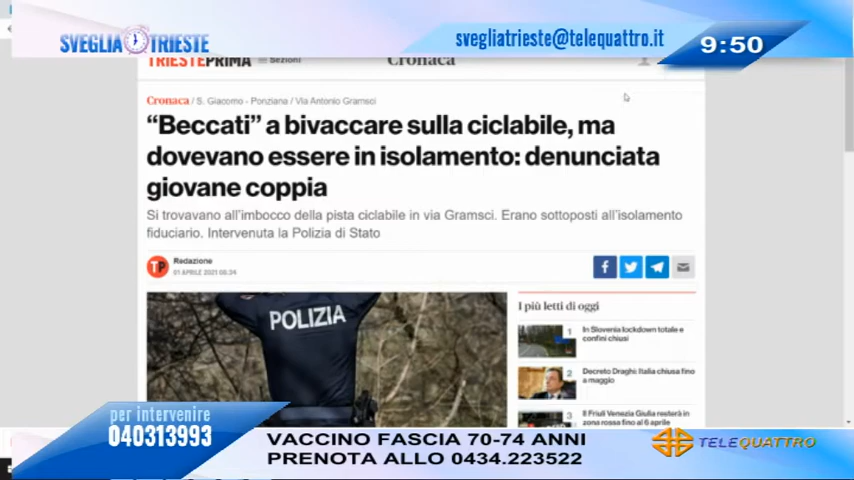 SVEGLIA TRIESTE
svegliatrieste@telequattro.it
9:50
TRIESTEPRIMA
Sezioni
Cronaca
Cronaca / S. Giacomo - Ponziana / Via Antonio Gramsci
“Beccati” a bivaccare sulla ciclabile, ma
dovevano essere in isolamento: denunciata
giovane coppia
Si trovavano all'imbocco della pista ciclabile in via Gramsci. Erano sottoposti all'isolamento
fiduciario. Intervenuta la Polizia di Stato
TP
Redazione
01 APRILE 2021 08:34
POLIZIA
I più letti di oggi
1
In Slovenia lockdown totale e
confini chiusi
2
Decreto Draghi: Italia chiusa fino
a maggio
3
Il Friuli Venezia Giulia resterà in
zona rossa fino al 6 aprile
per intervenire
040313993
VACCINO FASCIA 70-74 ANNI
PRENOTA ALLO 0434.223522
TELEQUATTRO